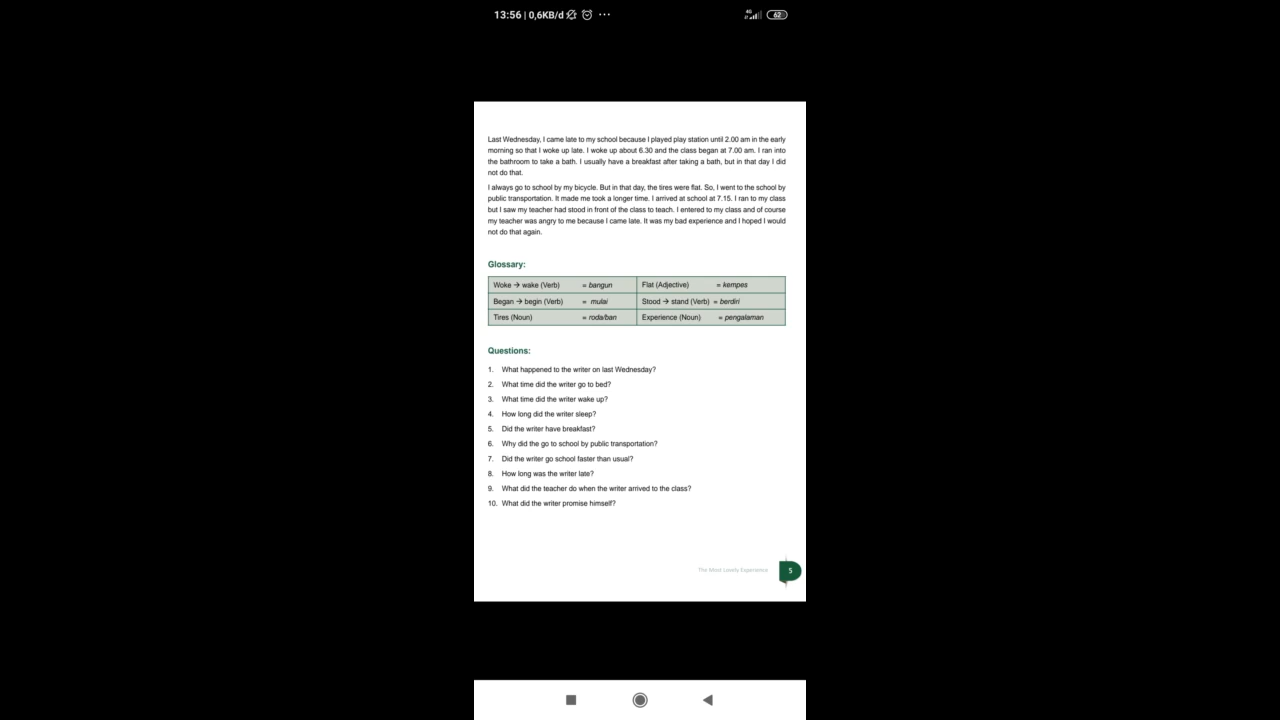 13:56 | 0,6KB/d ...
4G 62
Last Wednesday, I came late to my school because I played play station until 2.00 am in the early
morning so that I woke up late. I woke up about 6.30 and the class began at 7.00 am. I ran into
the bathroom to take a bath. I usually have a breakfast after taking a bath, but in that day I did
not do that.
I always go to school by my bicycle. But in that day, the tires were flat. So, I went to the school by
public transportation. It made me took a longer time. I arrived at school at 7.15. I ran to my class
but I saw my teacher had stood in front of the class to teach. I entered to my class and of course
my teacher was angry to me because I came late. It was my bad experience and I hoped I would
not do that again.
Glossary:
Woke → wake (Verb) = bangun Flat (Adjective) = kempes
Began → begin (Verb) = mulai Stood → stand (Verb) = berdiri
Tires (Noun) = roda/ban Experience (Noun) = pengalaman
Questions:
1. What happened to the writer on last Wednesday?
2. What time did the writer go to bed?
3. What time did the writer wake up?
4. How long did the writer sleep?
5. Did the writer have breakfast?
6. Why did the go to school by public transportation?
7. Did the writer go school faster than usual?
8. How long was the writer late?
9. What did the teacher do when the writer arrived to the class?
10. What did the writer promise himself?
The Most Lovely Experience 5